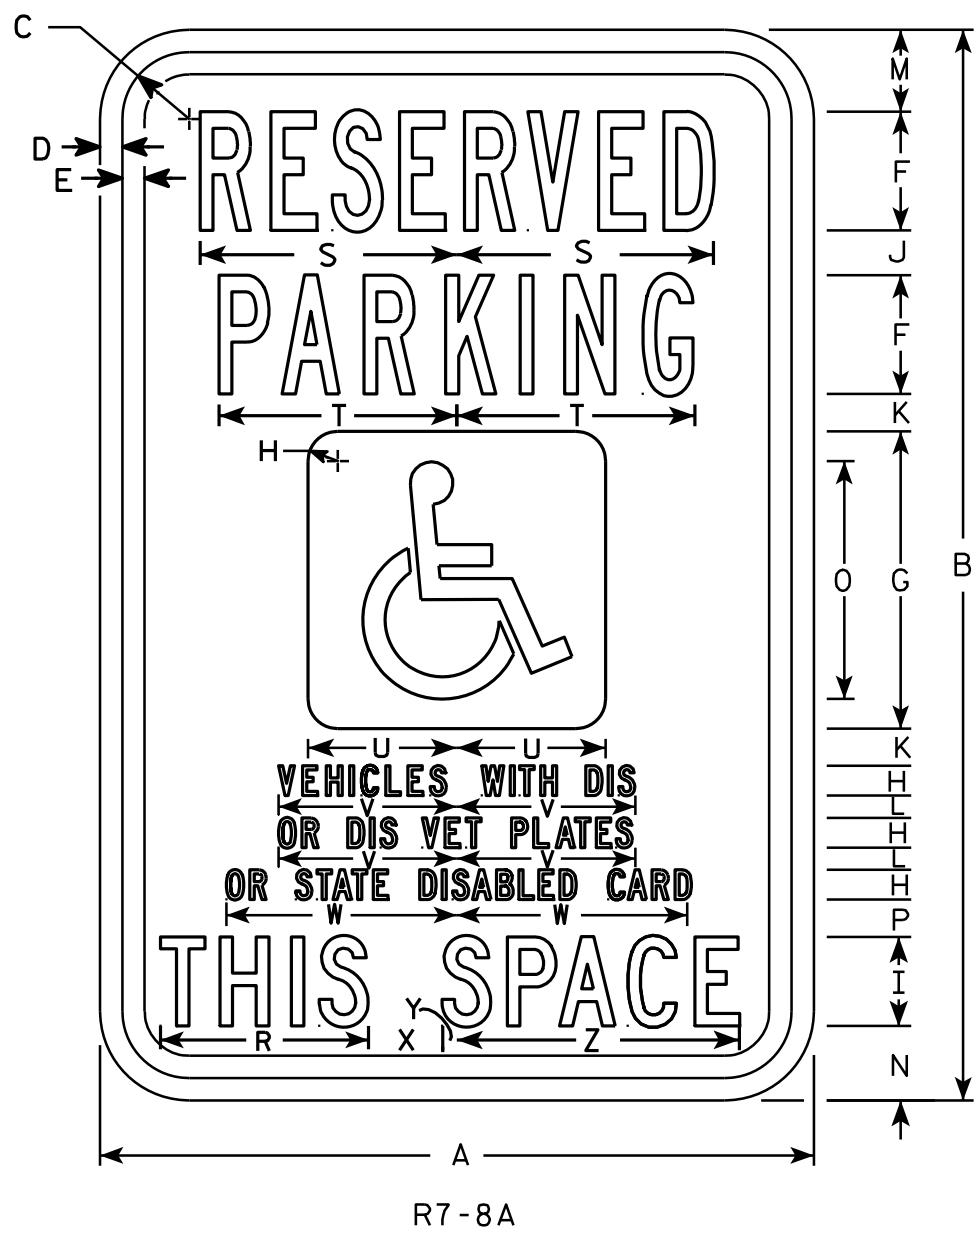 C
M
D
E
RESERVED
F
S S
J
PARKING
F
T T
K
H
O G B
U U
K
VEHICLES WITH DIS
H
V V
L
OR DIS VET PLATES
H
V V
L
OR STATE DISABLED CARD
H
W W
P
THIS SPACE
I
Y
R X Z
N
A
R7-8A